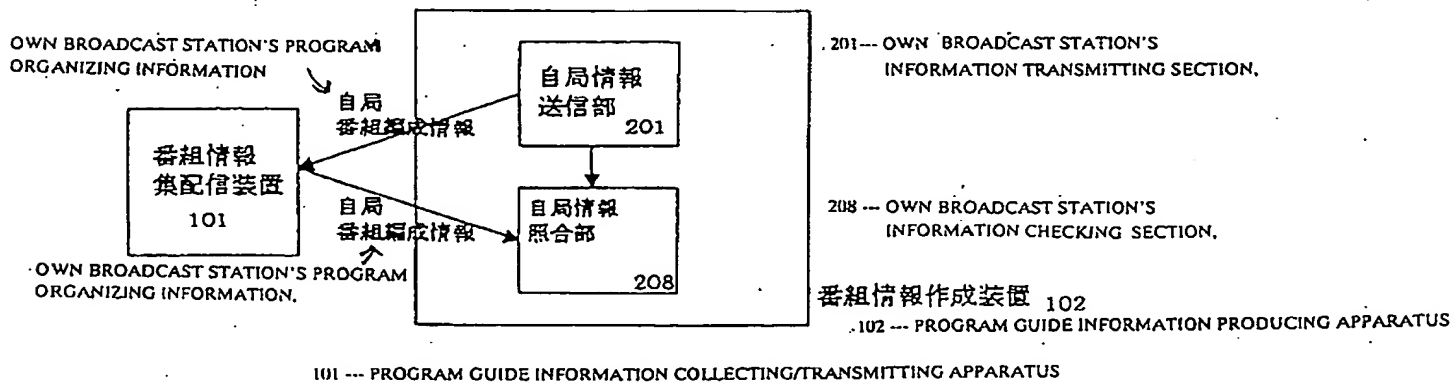 OWN BROADCAST STATION'S PROGRAM
ORGANIZING INFORMATION
自局
番組編成情報
自局情報
送信部
201
201--- OWN BROADCAST STATION'S
INFORMATION TRANSMITTING SECTION.
番組情報
集配信装置
101
自局
番組編成情報
自局情報
照合部
208
208 --- OWN BROADCAST STATION'S
INFORMATION CHECKING SECTION.
OWN BROADCAST STATION'S PROGRAM
ORGANIZING INFORMATION.
番組情報作成装置 102
102 --- PROGRAM GUIDE INFORMATION PRODUCING APPARATUS
101 --- PROGRAM GUIDE INFORMATION COLLECTING/TRANSMITTING APPARATUS